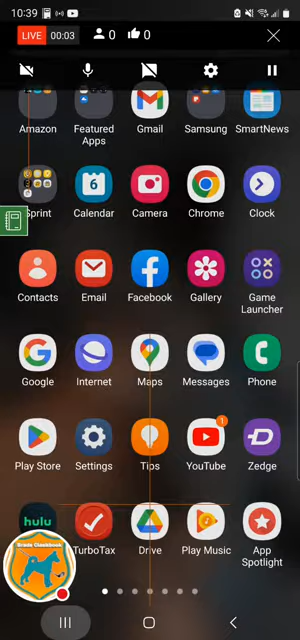 10:39
LIVE 00:03 0 0
Amazon Featured Apps Gmail Samsung SmartNews
6
Sprint Calendar Camera Chrome Clock
Contacts Email Facebook Gallery Game Launcher
Google Internet Maps Messages Phone
1
Play Store Settings Tips YouTube Zedge
hulu
TurboTax Drive Play Music App Spotlight